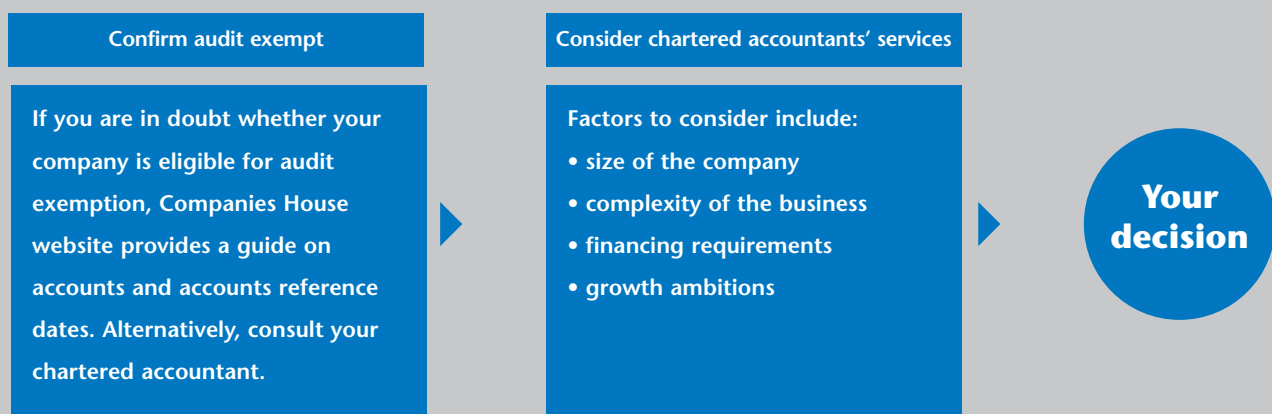 Confirm audit exempt
If you are in doubt whether your
company is eligible for audit
exemption, Companies House
website provides a guide on
accounts and accounts reference
dates. Alternatively, consult your
chartered accountant.
Consider chartered accountants’ services
Factors to consider include:
• size of the company
• complexity of the business
• financing requirements
• growth ambitions
Your
decision